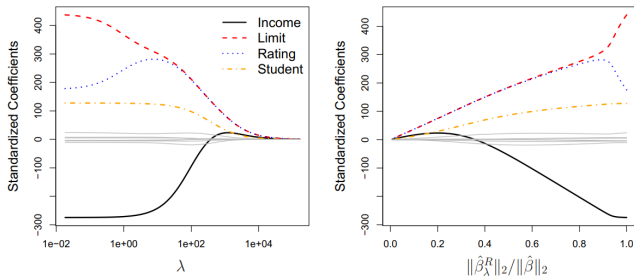 Standardized Coefficients
400
300
200
100
0
-100
-300
1e-02
1e+00
1e+02
1e+04
λ
Income
Limit
Rating
Student
Standardized Coefficients
400
300
200
100
0
-100
-300
0.0
0.2
0.4
0.6
0.8
1.0
‖β̂λᴿ‖₂/‖β̂‖₂